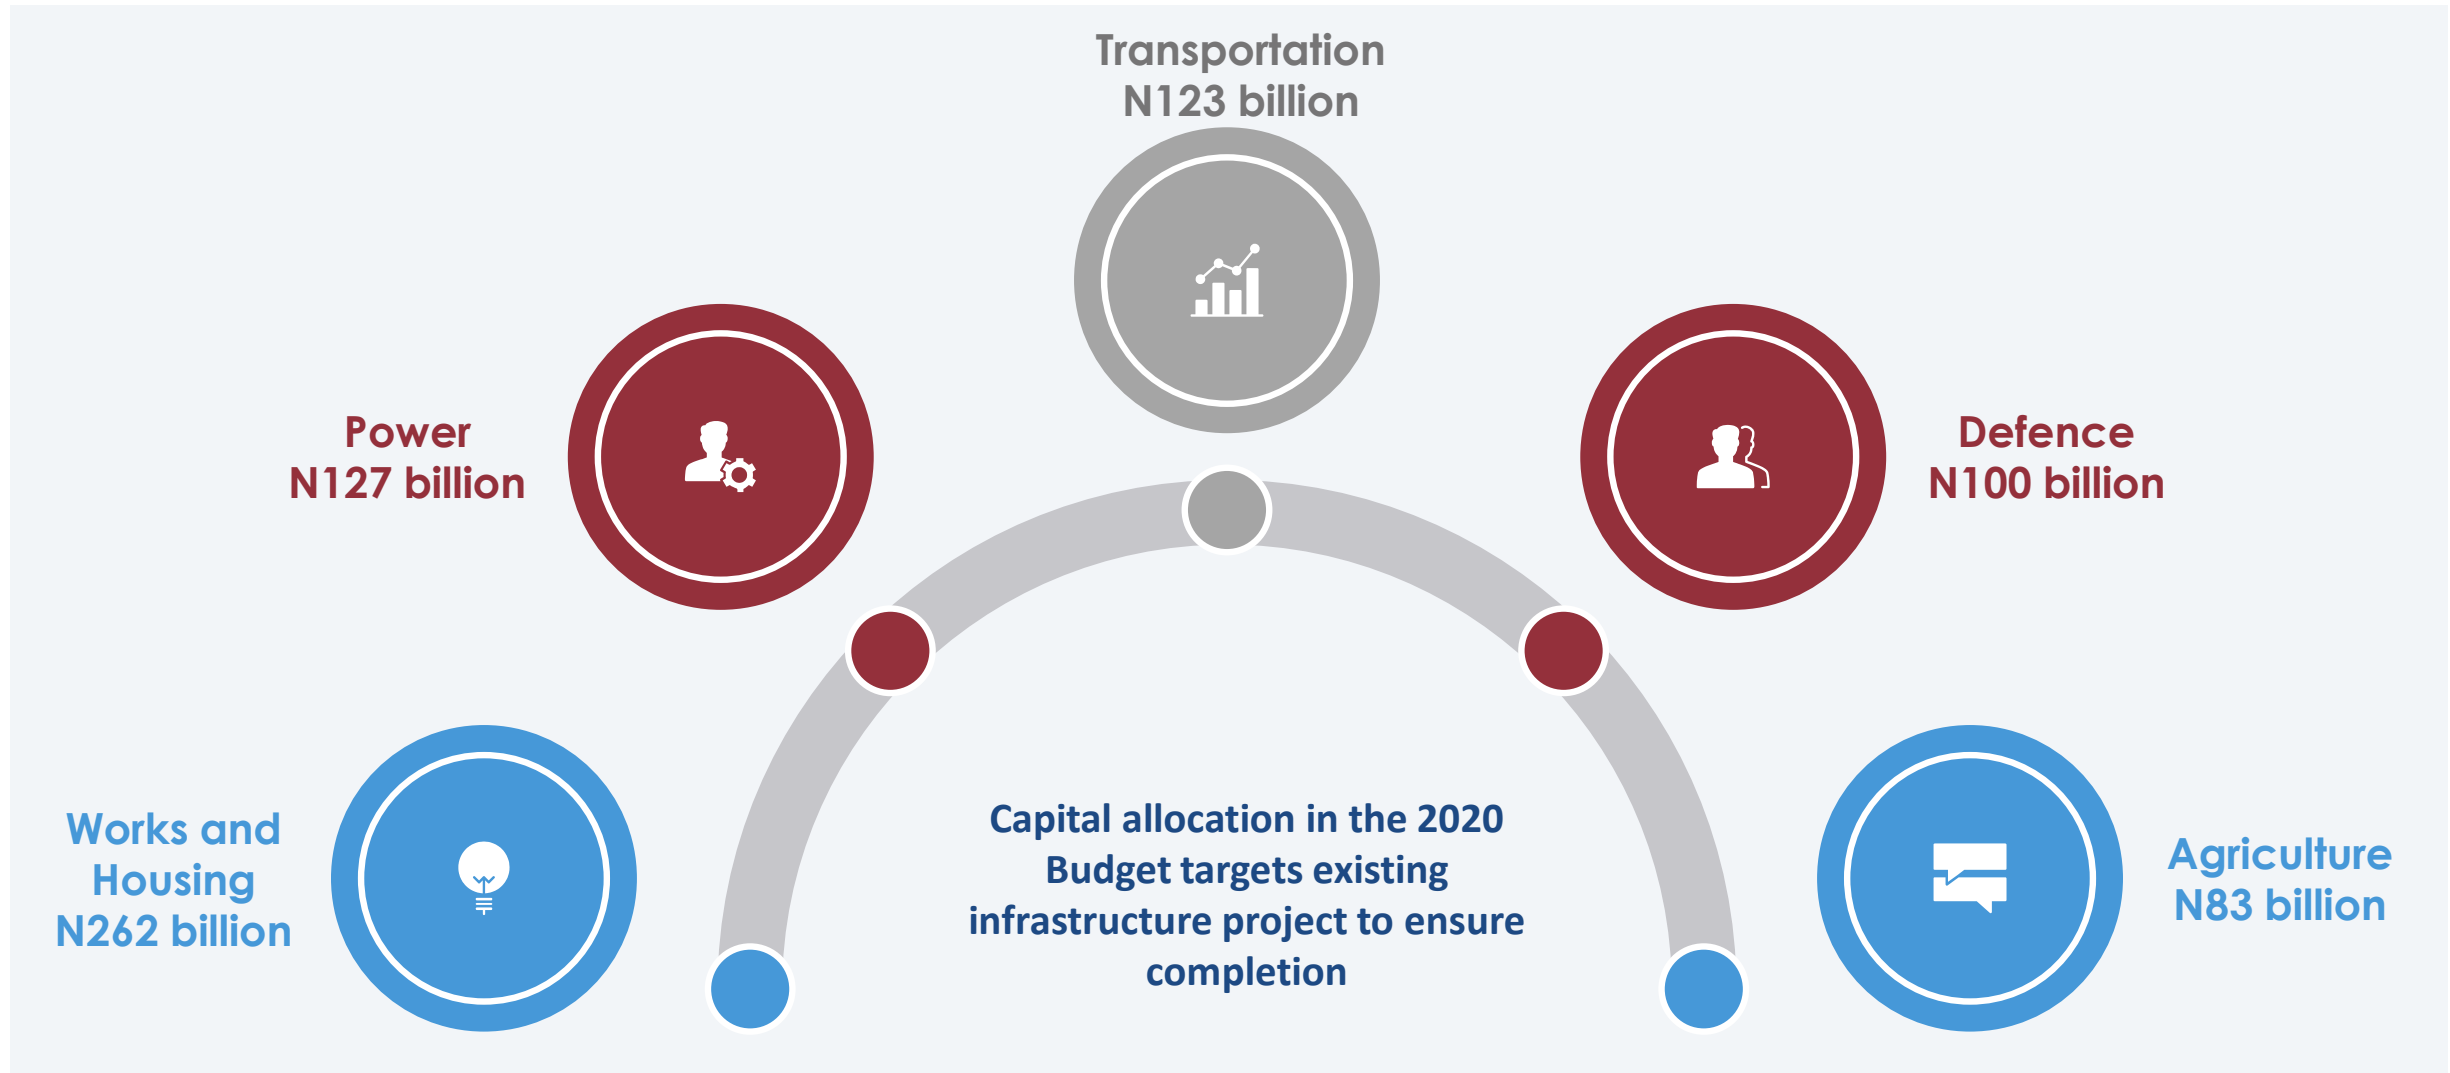 Transportation
N123 billion
Power
N127 billion
Defence
N100 billion
Works and
Housing
N262 billion
Capital allocation in the 2020
Budget targets existing
infrastructure project to ensure
completion
Agriculture
N83 billion